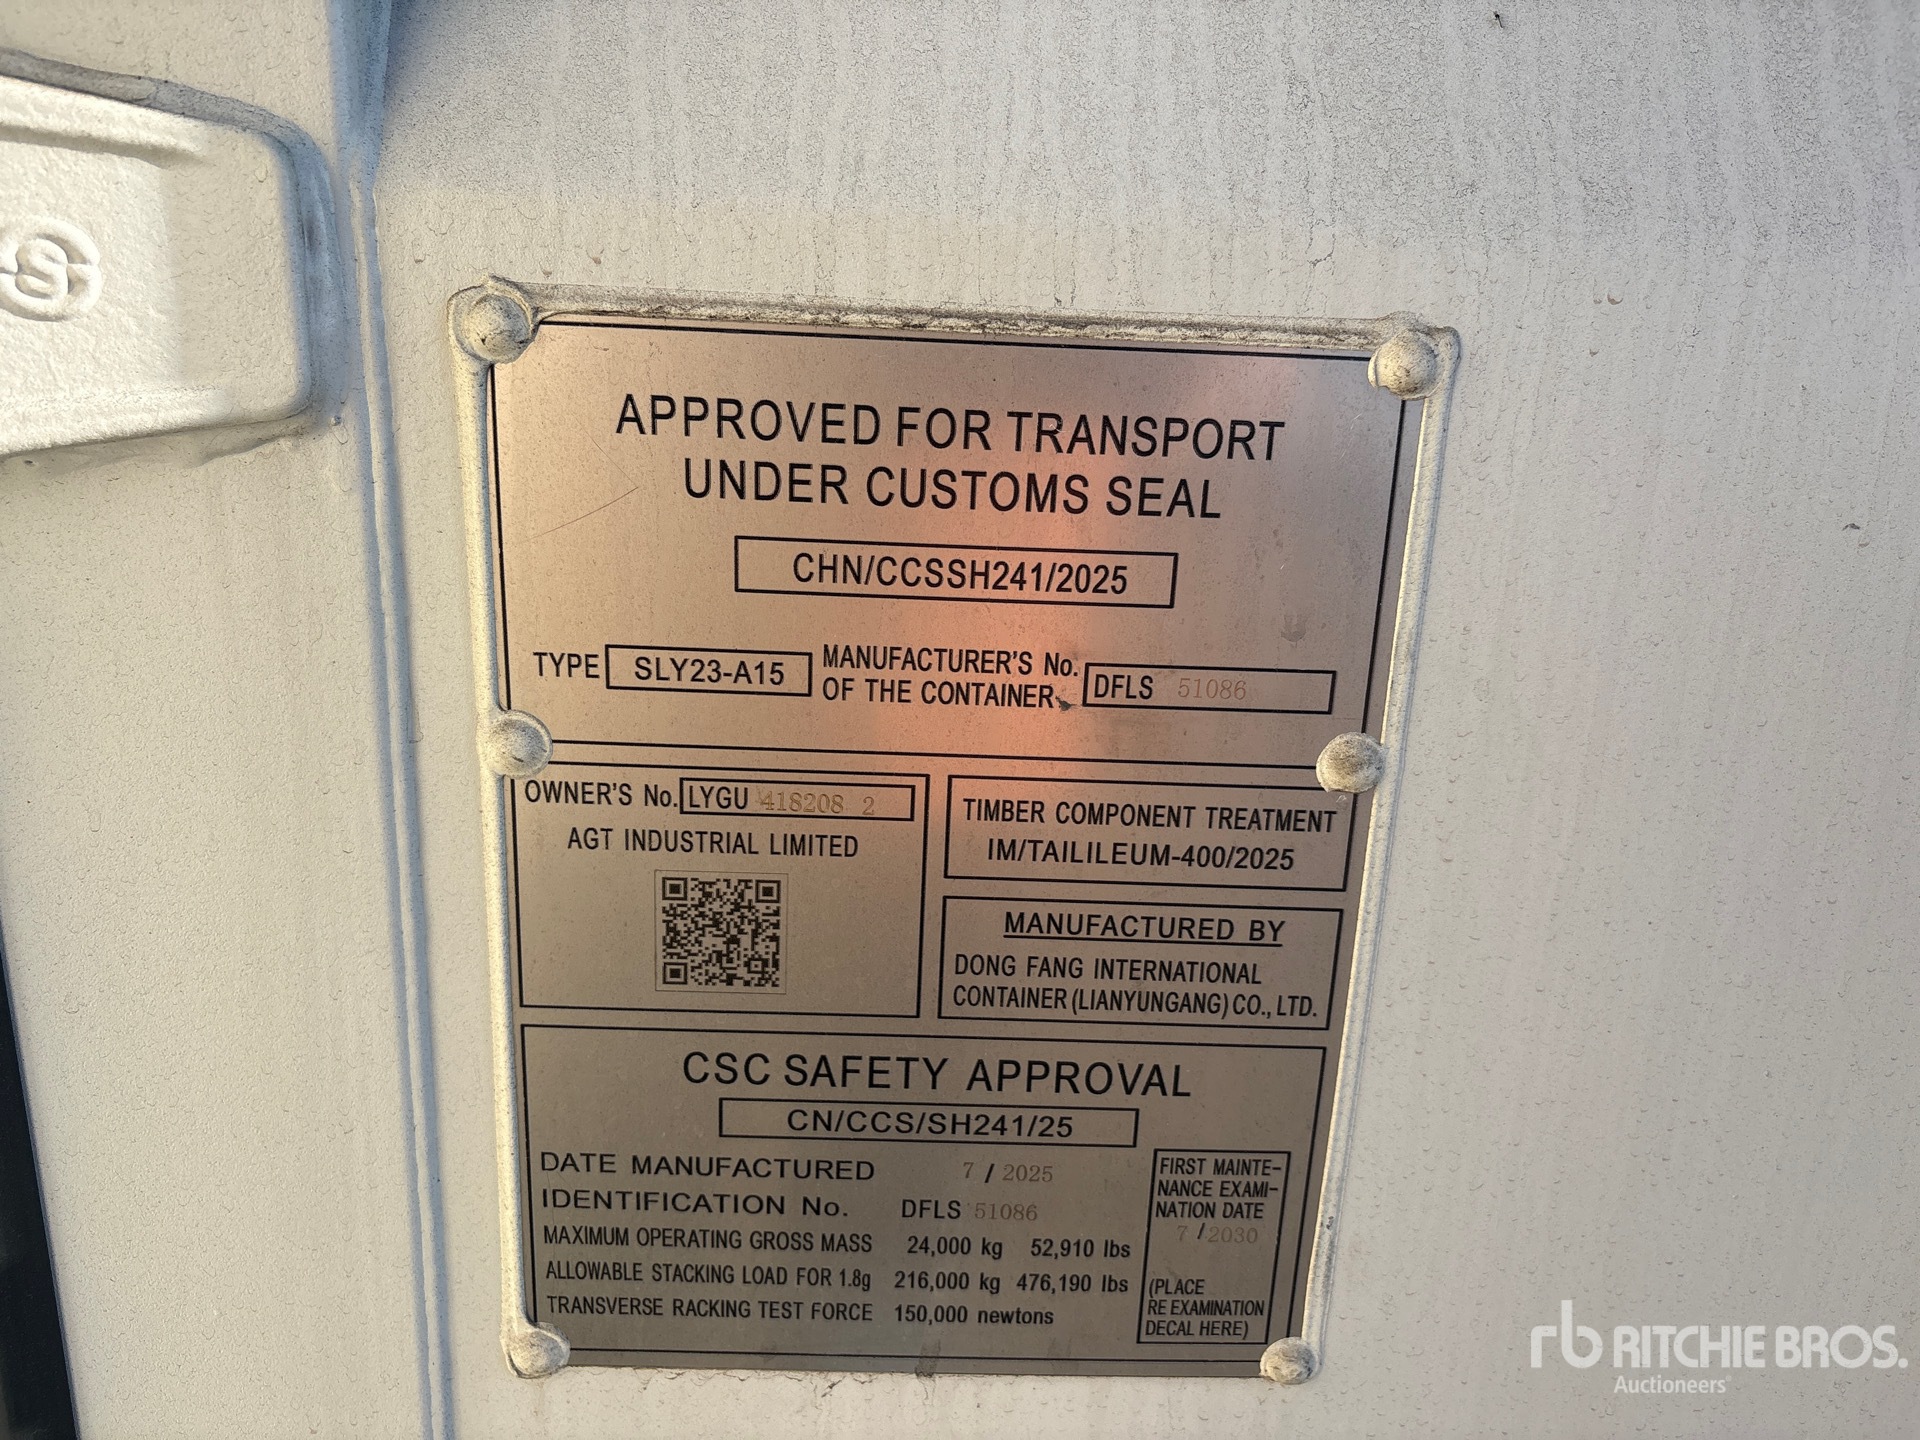 APPROVED FOR TRANSPORT
UNDER CUSTOMS SEAL
CHN/CCSSH241/2025
TYPE SLY23-A15 MANUFACTURER'S No. OF THE CONTAINER DFLS 51086
OWNER'S No. LYGU 418208 2
AGT INDUSTRIAL LIMITED
TIMBER COMPONENT TREATMENT
IM/TAILILEUM-400/2025
MANUFACTURED BY
DONG FANG INTERNATIONAL
CONTAINER (LIANYUNGANG) CO., LTD.
CSC SAFETY APPROVAL
CN/CCS/SH241/25
DATE MANUFACTURED 7 / 2025
IDENTIFICATION No. DFLS 51086
MAXIMUM OPERATING GROSS MASS 24,000 kg 52,910 lbs
ALLOWABLE STACKING LOAD FOR 1.8g 216,000 kg 476,190 lbs
TRANSVERSE RACKING TEST FORCE 150,000 newtons
FIRST MAINTE-
NANCE EXAMI-
NATION DATE
7 / 2030
(PLACE
RE EXAMINATION
DECAL HERE)
rb RITCHIE BROS.
Auctioneers